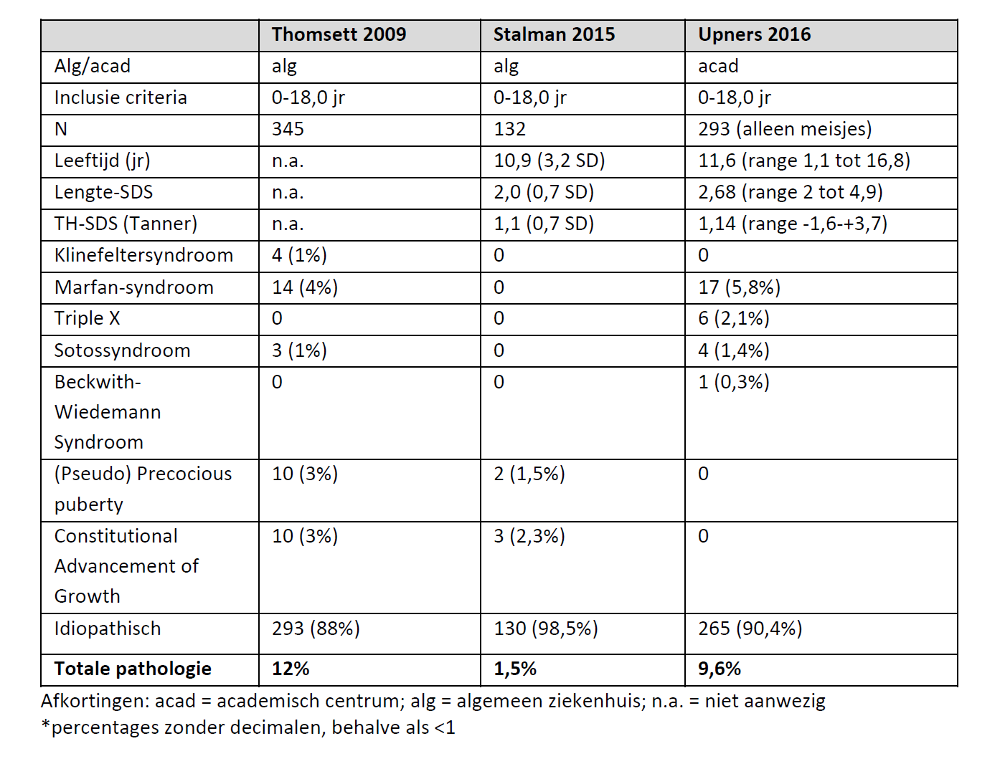 Thomsett 2009 Stalman 2015 Upners 2016
Alg/acad alg alg acad
Inclusie criteria 0-18,0 jr 0-18,0 jr 0-18,0 jr
N 345 132 293 (alleen meisjes)
Leeftijd (jr) n.a. 10,9 (3,2 SD) 11,6 (range 1,1 tot 16,8)
Lengte-SDS n.a. 2,0 (0,7 SD) 2,68 (range 2 tot 4,9)
TH-SDS (Tanner) n.a. 1,1 (0,7 SD) 1,14 (range -1,6-+3,7)
Klinefeltersyndroom 4 (1%) 0 0
Marfan-syndroom 14 (4%) 0 17 (5,8%)
Triple X 0 0 6 (2,1%)
Sotossyndroom 3 (1%) 0 4 (1,4%)
Beckwith- 0 0 1 (0,3%)
Wiedemann
Syndroom
(Pseudo) Precocious 10 (3%) 2 (1,5%) 0
puberty
Constitutional 10 (3%) 3 (2,3%) 0
Advancement of
Growth
Idiopathisch 293 (88%) 130 (98,5%) 265 (90,4%)
Totale pathologie 12% 1,5% 9,6%
Afkortingen: acad = academisch centrum; alg = algemeen ziekenhuis; n.a. = niet aanwezig
*percentages zonder decimalen, behalve als <1